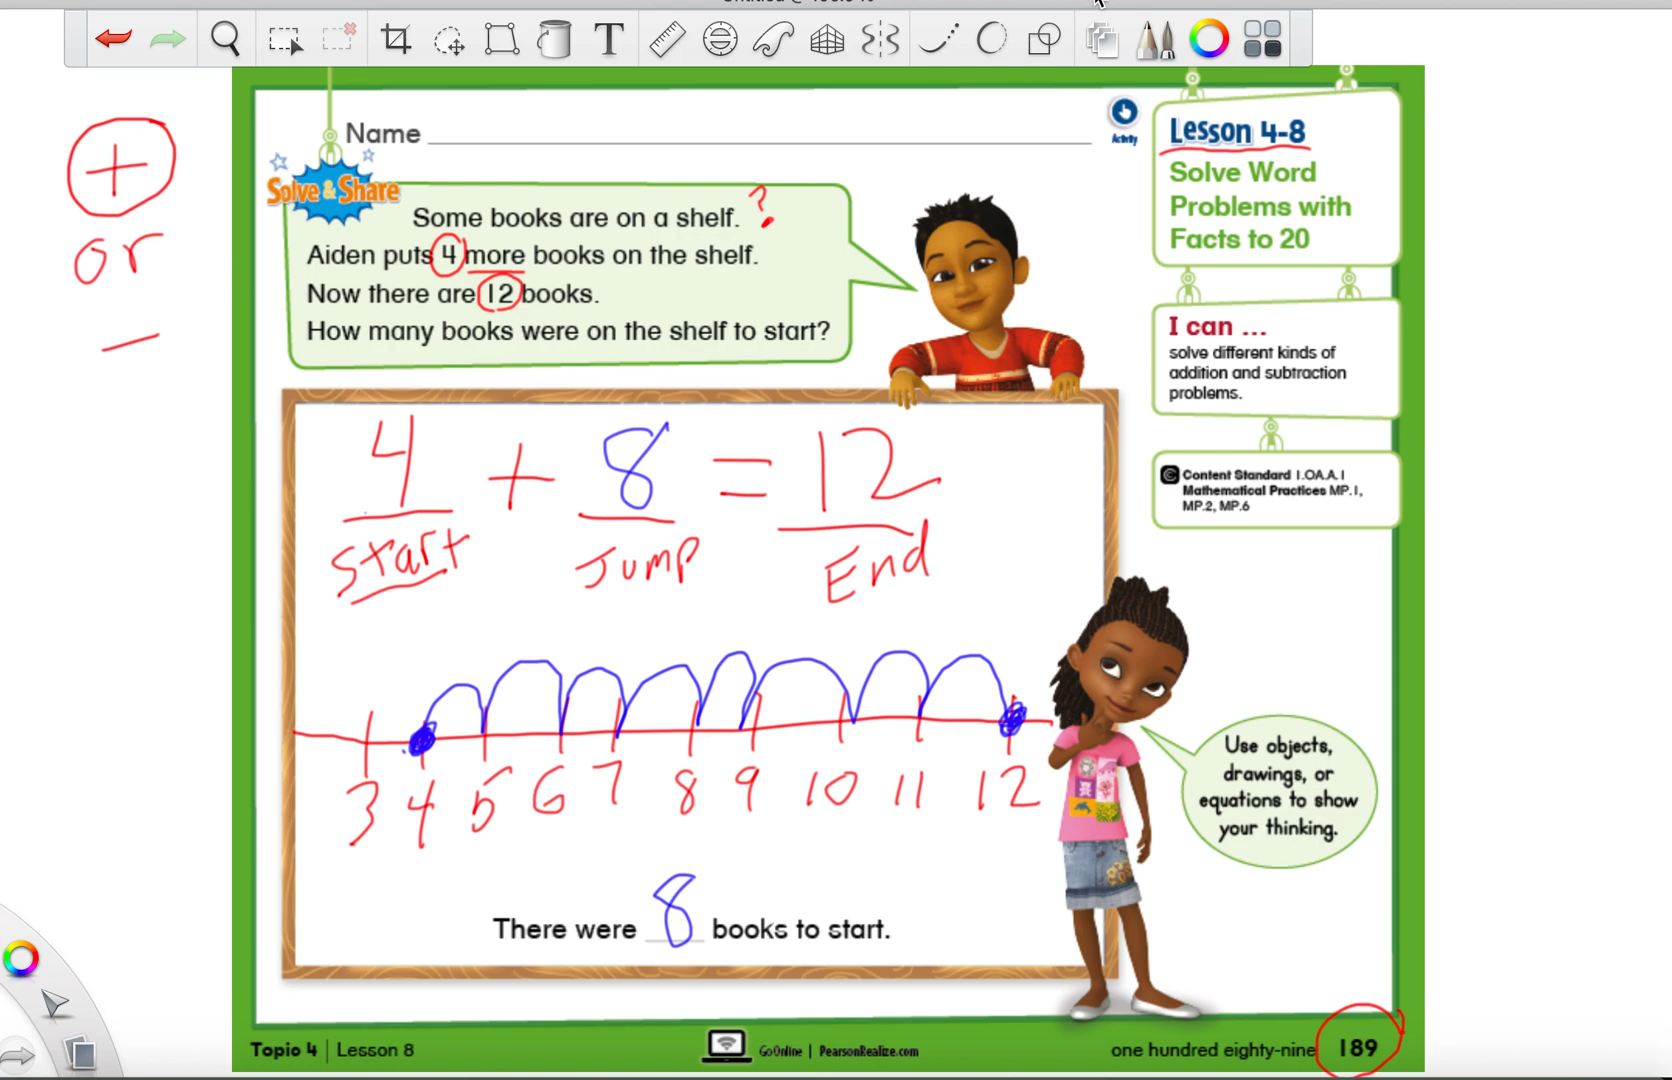 +
or
—
Name
Activity
Lesson 4-8
Solve Word
Problems with
Facts to 20
Solve & Share
Some books are on a shelf. ?
Aiden puts 4 more books on the shelf.
Now there are 12 books.
How many books were on the shelf to start?
I can ...
solve different kinds of
addition and subtraction
problems.
Content Standard 1.OA.A.1
Mathematical Practices MP.1,
MP.2, MP.6
4 + 8 = 12
Start Jump End
3 4 5 6 7 8 9 10 11 12
Use objects,
drawings, or
equations to show
your thinking.
There were 8 books to start.
Topic 4 | Lesson 8
Go Online | PearsonRealize.com
one hundred eighty-nine 189